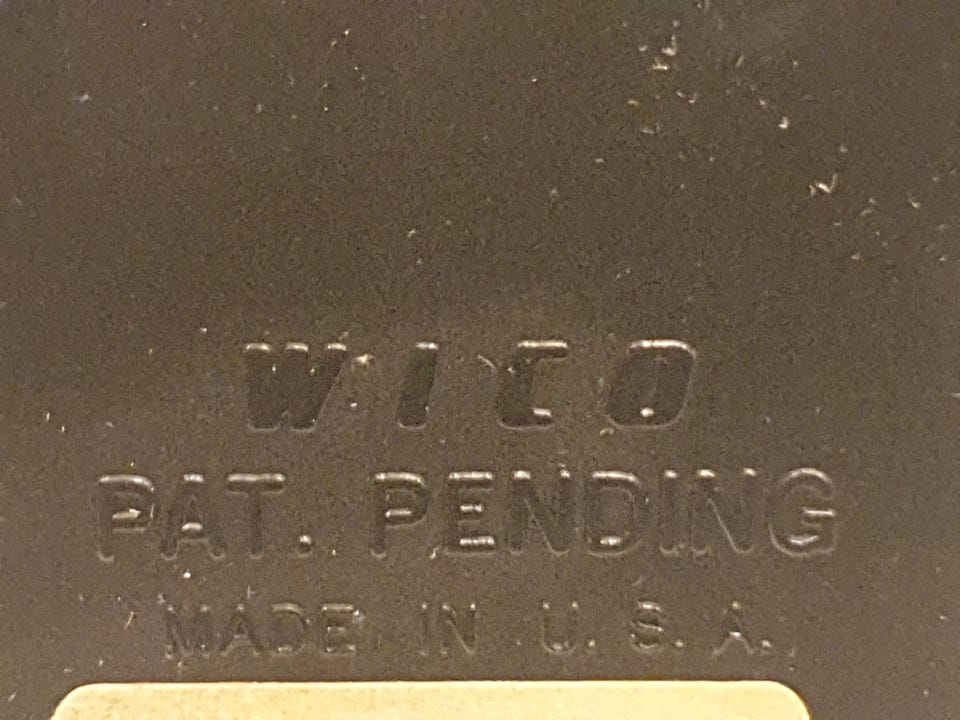 WICO
PAT. PENDING
MADE IN U. S. A.